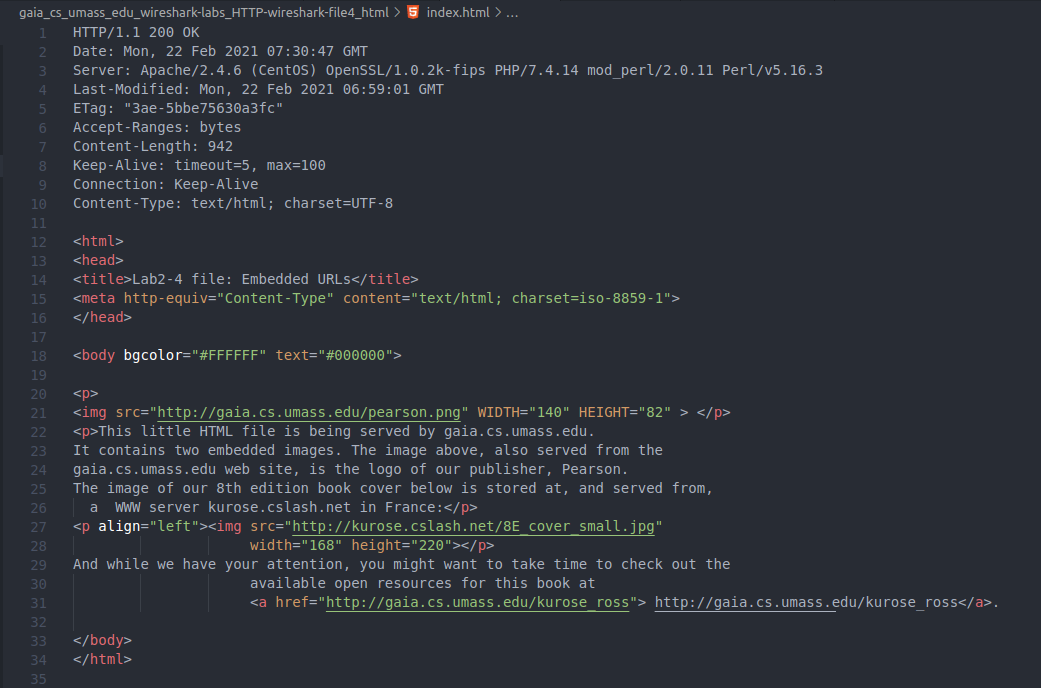 gaia_cs_umass_edu_wireshark-labs_HTTP-wireshark-file4_html > index.html > ...
1 HTTP/1.1 200 OK
2 Date: Mon, 22 Feb 2021 07:30:47 GMT
3 Server: Apache/2.4.6 (CentOS) OpenSSL/1.0.2k-fips PHP/7.4.14 mod_perl/2.0.11 Perl/v5.16.3
4 Last-Modified: Mon, 22 Feb 2021 06:59:01 GMT
5 ETag: "3ae-5bbe75630a3fc"
6 Accept-Ranges: bytes
7 Content-Length: 942
8 Keep-Alive: timeout=5, max=100
9 Connection: Keep-Alive
10 Content-Type: text/html; charset=UTF-8
11
12 <html>
13 <head>
14 <title>Lab2-4 file: Embedded URLs</title>
15 <meta http-equiv="Content-Type" content="text/html; charset=iso-8859-1">
16 </head>
17
18 <body bgcolor="#FFFFFF" text="#000000">
19
20 <p>
21 <img src="http://gaia.cs.umass.edu/pearson.png" WIDTH="140" HEIGHT="82" > </p>
22 <p>This little HTML file is being served by gaia.cs.umass.edu.
23 It contains two embedded images. The image above, also served from the
24 gaia.cs.umass.edu web site, is the logo of our publisher, Pearson.
25 The image of our 8th edition book cover below is stored at, and served from,
26   a  WWW server kurose.cslash.net in France:</p>
27 <p align="left"><img src="http://kurose.cslash.net/8E_cover_small.jpg"
28                      width="168" height="220"></p>
29 And while we have your attention, you might want to take time to check out the
30                      available open resources for this book at
31                      <a href="http://gaia.cs.umass.edu/kurose_ross"> http://gaia.cs.umass.edu/kurose_ross</a>.
32
33 </body>
34 </html>
35